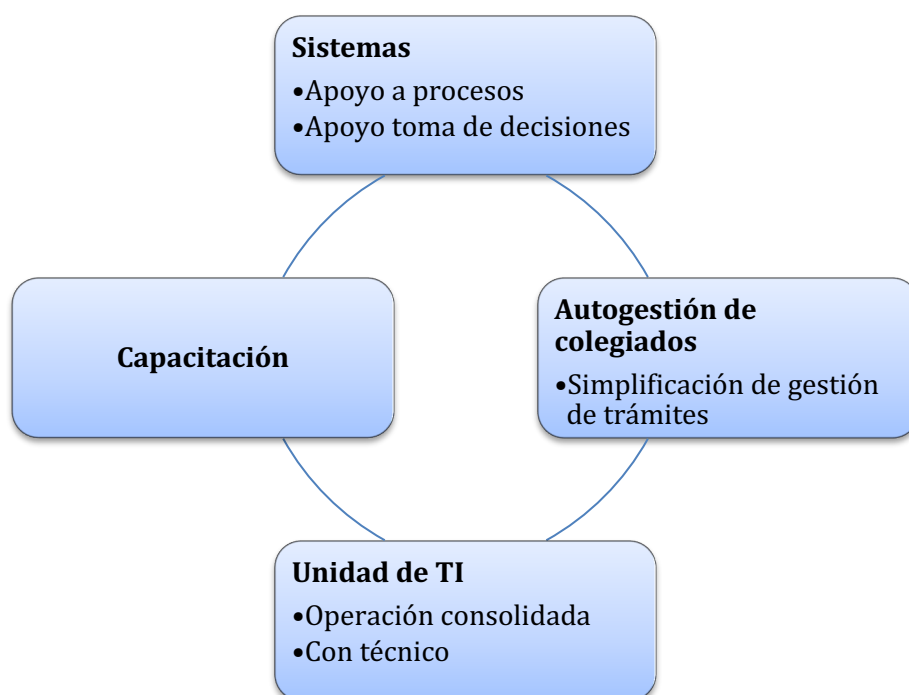 Sistemas
•Apoyo a procesos
•Apoyo toma de decisiones
Capacitación
Autogestión de
colegiados
•Simplificación de gestión
de trámites
Unidad de TI
•Operación consolidada
•Con técnico